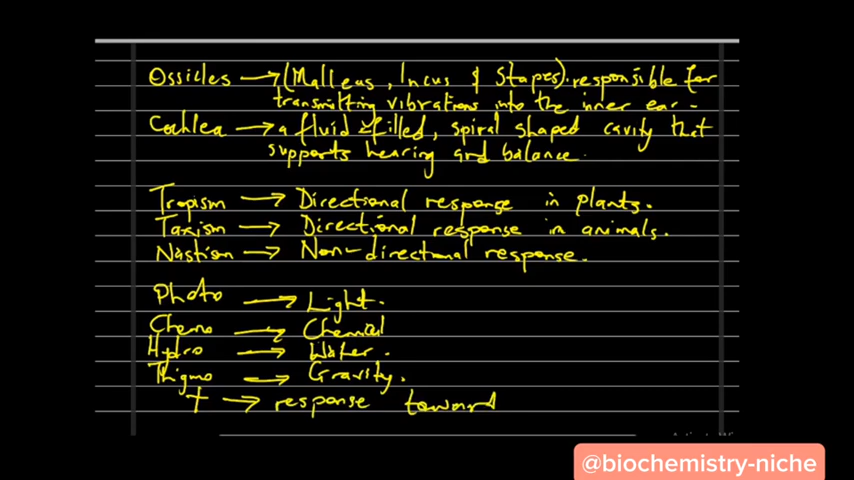 Ossicles → (Malleus, Incus & Stapes). responsible for
transmitting vibrations into the inner ear.
Cochlea → a fluid filled, spiral shaped cavity that
supports hearing and balance.
Tropism → Directional response in plants.
Taxism → Directional response in animals.
Nastism → Non-directional response.
Photo → Light.
Chemo → Chemical
Hydro → Water.
Thigmo → Gravity.
+ → response toward
@biochemistry-niche